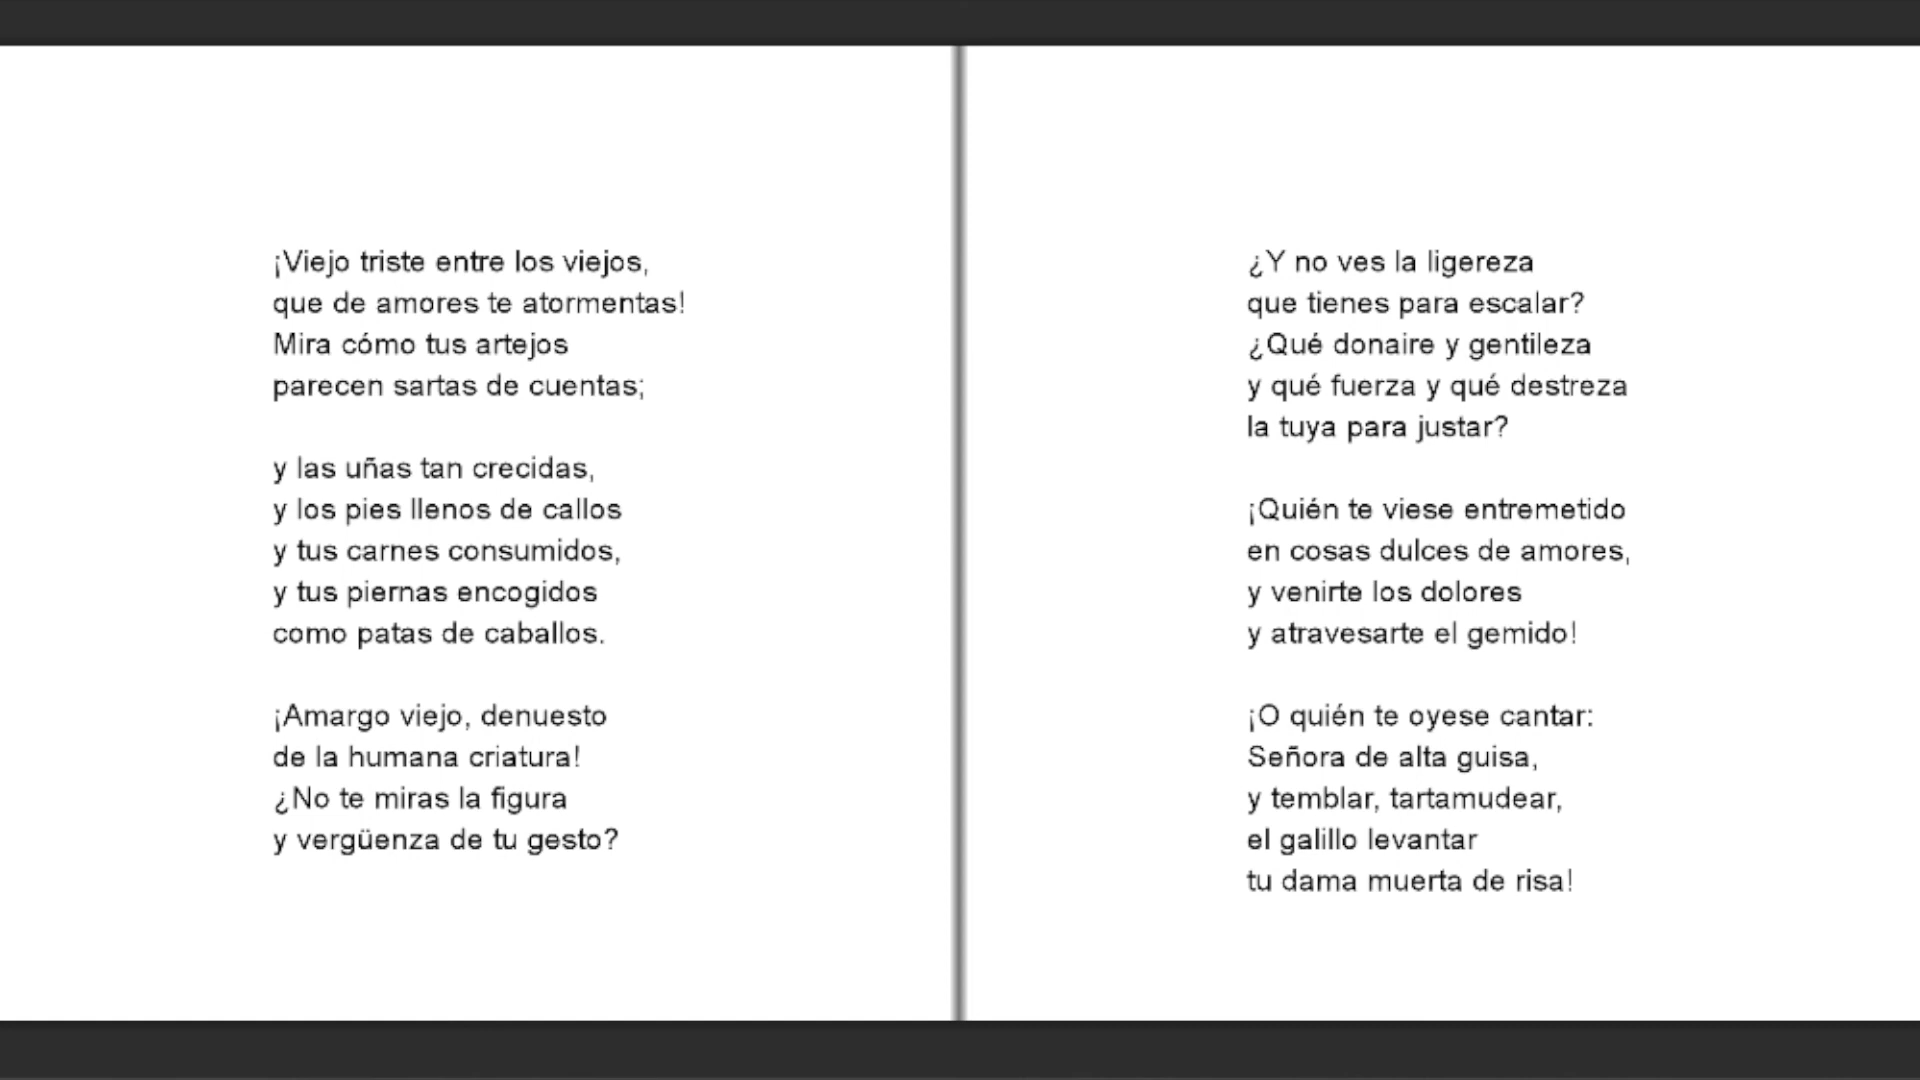 ¡Viejo triste entre los viejos,
que de amores te atormentas!
Mira cómo tus artejos
parecen sartas de cuentas;
y las uñas tan crecidas,
y los pies llenos de callos
y tus carnes consumidos,
y tus piernas encogidos
como patas de caballos.
¡Amargo viejo, denuesto
de la humana criatura!
¿No te miras la figura
y vergüenza de tu gesto?
¿Y no ves la ligereza
que tienes para escalar?
¿Qué donaire y gentileza
y qué fuerza y qué destreza
la tuya para justar?
¡Quién te viese entremetido
en cosas dulces de amores,
y venirte los dolores
y atravesarte el gemido!
¡O quién te oyese cantar:
Señora de alta guisa,
y temblar, tartamudear,
el galillo levantar
tu dama muerta de risa!